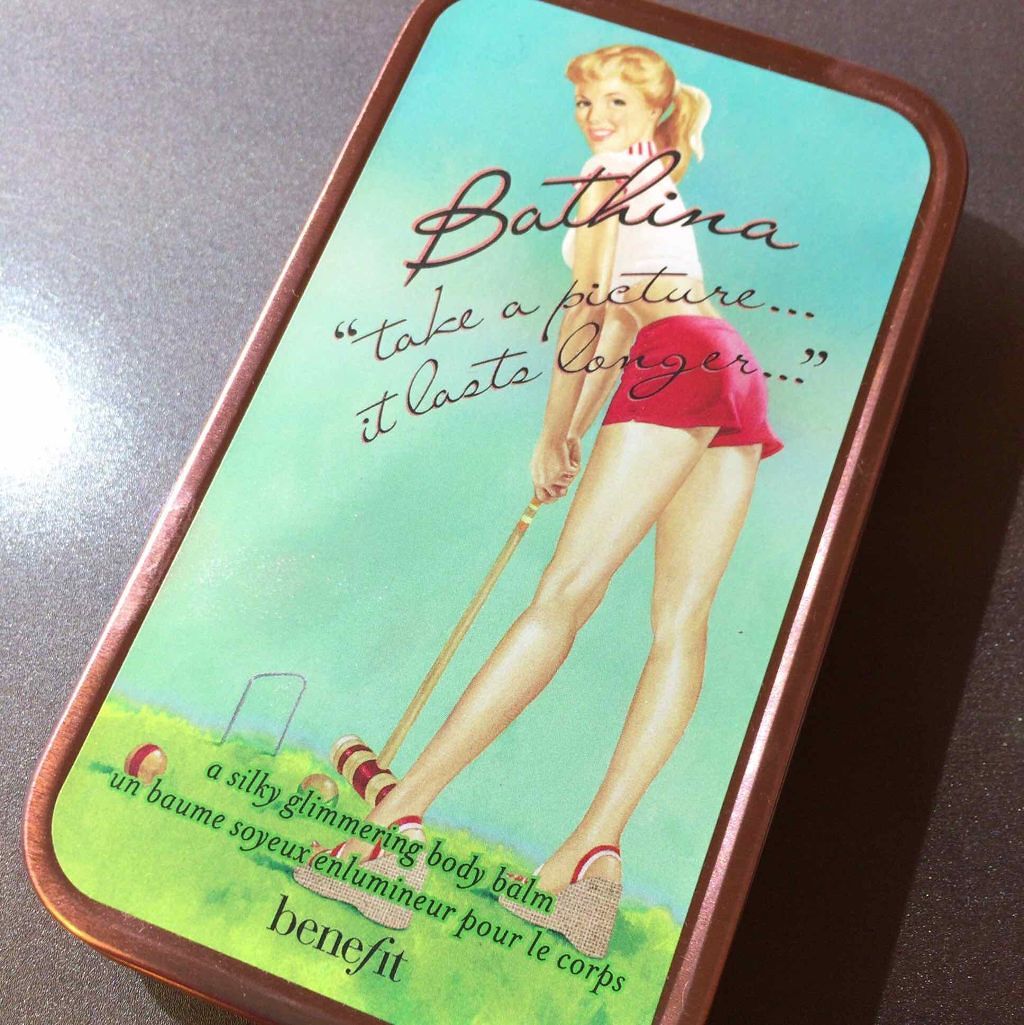 Bathina
“take a picture...
it lasts longer...”
a silky glimmering body balm
un baume soyeux enlumineur pour le corps
benefit